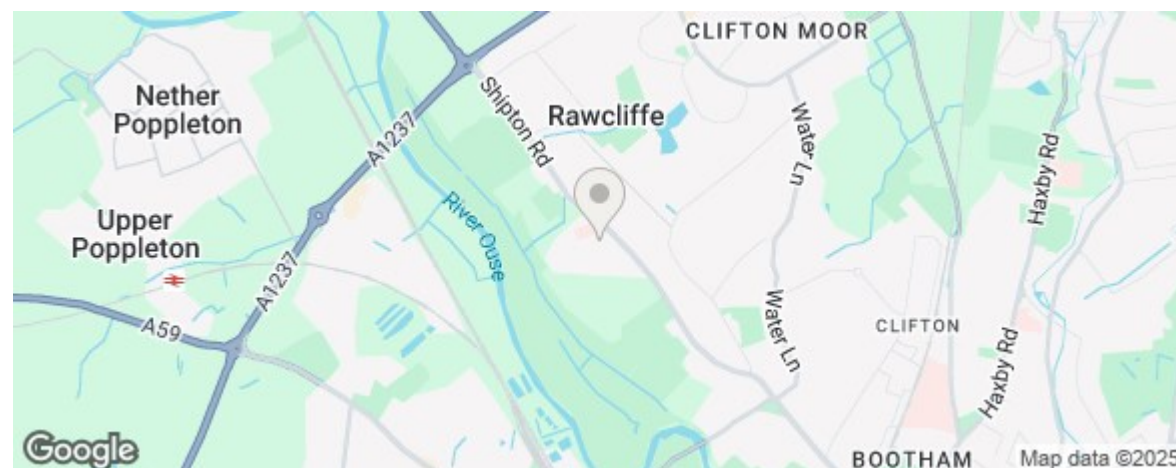 CLIFTON MOOR
Nether
Poppleton
Shipton Rd
Rawcliffe
A1237
Water Ln
Haxby Rd
Upper
Poppleton
River Ouse
A1237
A59
Water Ln
CLIFTON
Haxby Rd
BOOTHAM
Google
Map data ©2025